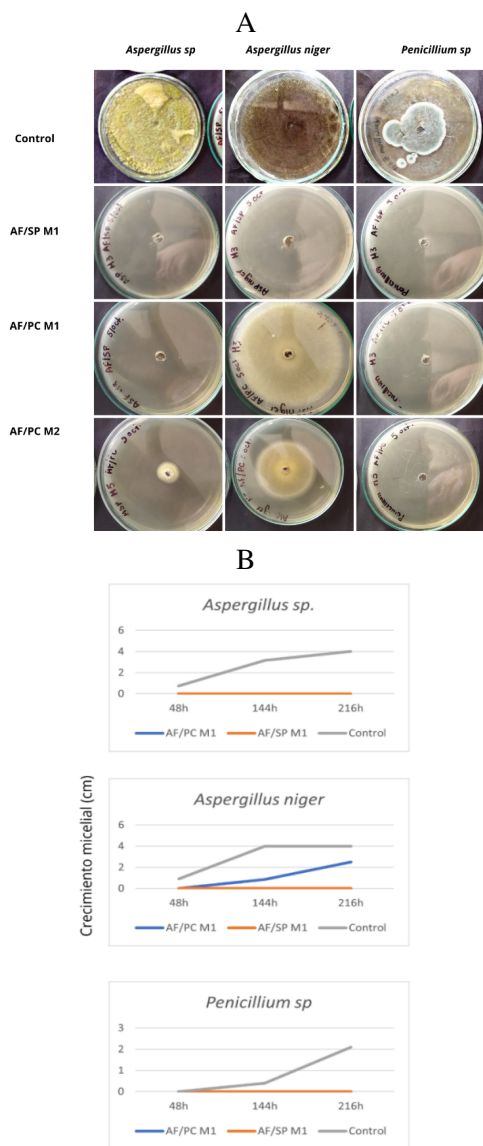 A
Aspergillus sp Aspergillus niger Penicillium sp
Control
AF/SP M1
AF/PC M1
AF/PC M2
B
Crecimiento micelial (cm)
Aspergillus sp.
6
4
2
0
48h 144h 216h
AF/PC M1 AF/SP M1 Control
Aspergillus niger
6
4
2
0
48h 144h 216h
AF/PC M1 AF/SP M1 Control
Penicillium sp
3
2
1
0
48h 144h 216h
AF/PC M1 AF/SP M1 Control